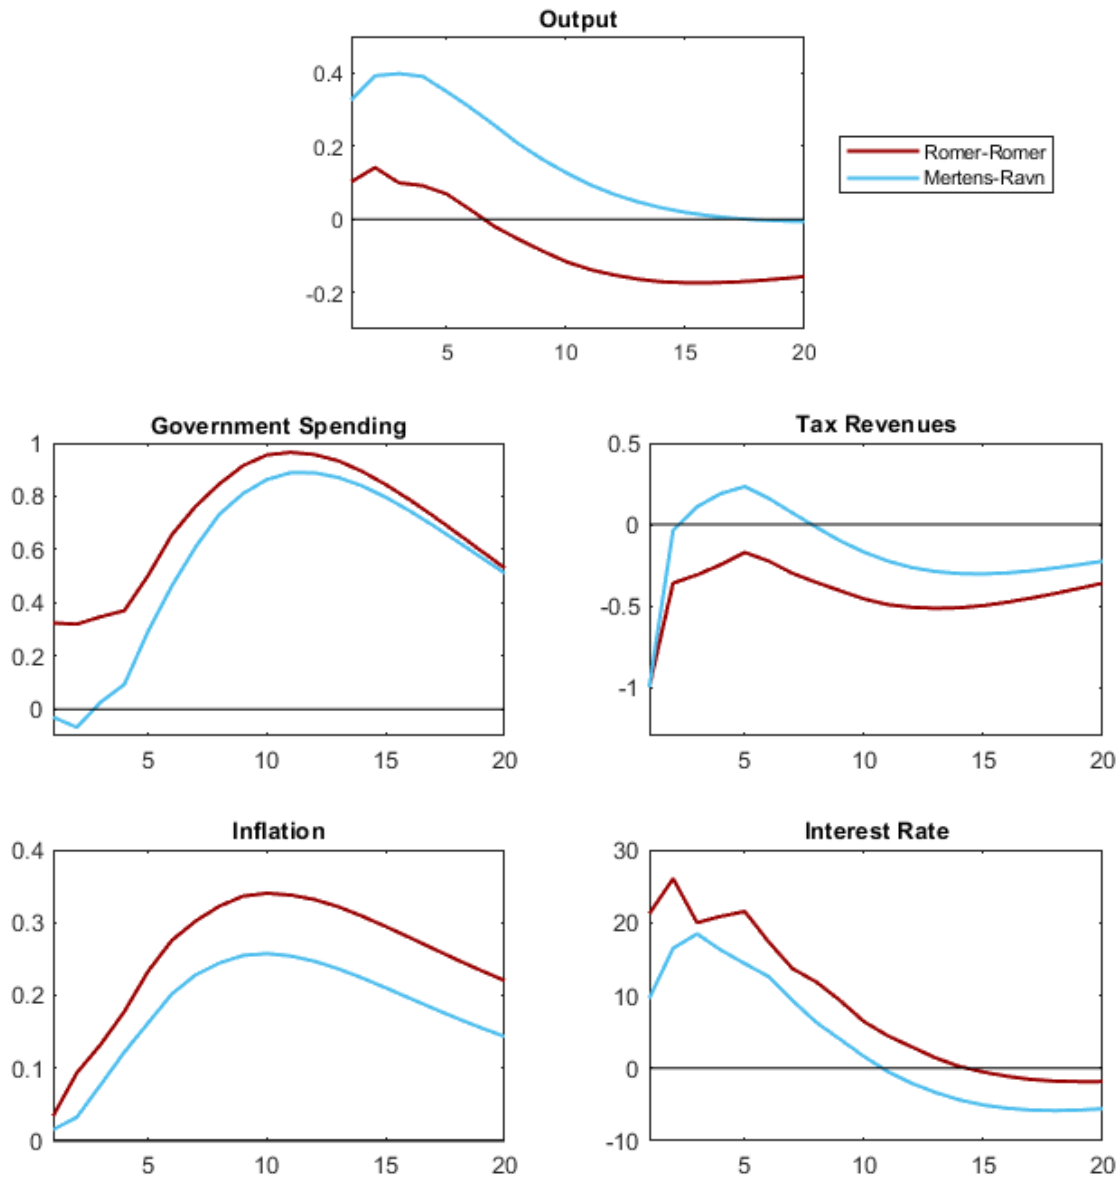 Output
0.4
0.2
0
-0.2
5 10 15 20
Romer-Romer
Mertens-Ravn
Government Spending
1
0.8
0.6
0.4
0.2
0
5 10 15 20
Tax Revenues
0.5
0
-0.5
-1
5 10 15 20
Inflation
0.4
0.3
0.2
0.1
0
5 10 15 20
Interest Rate
30
20
10
0
-10
5 10 15 20